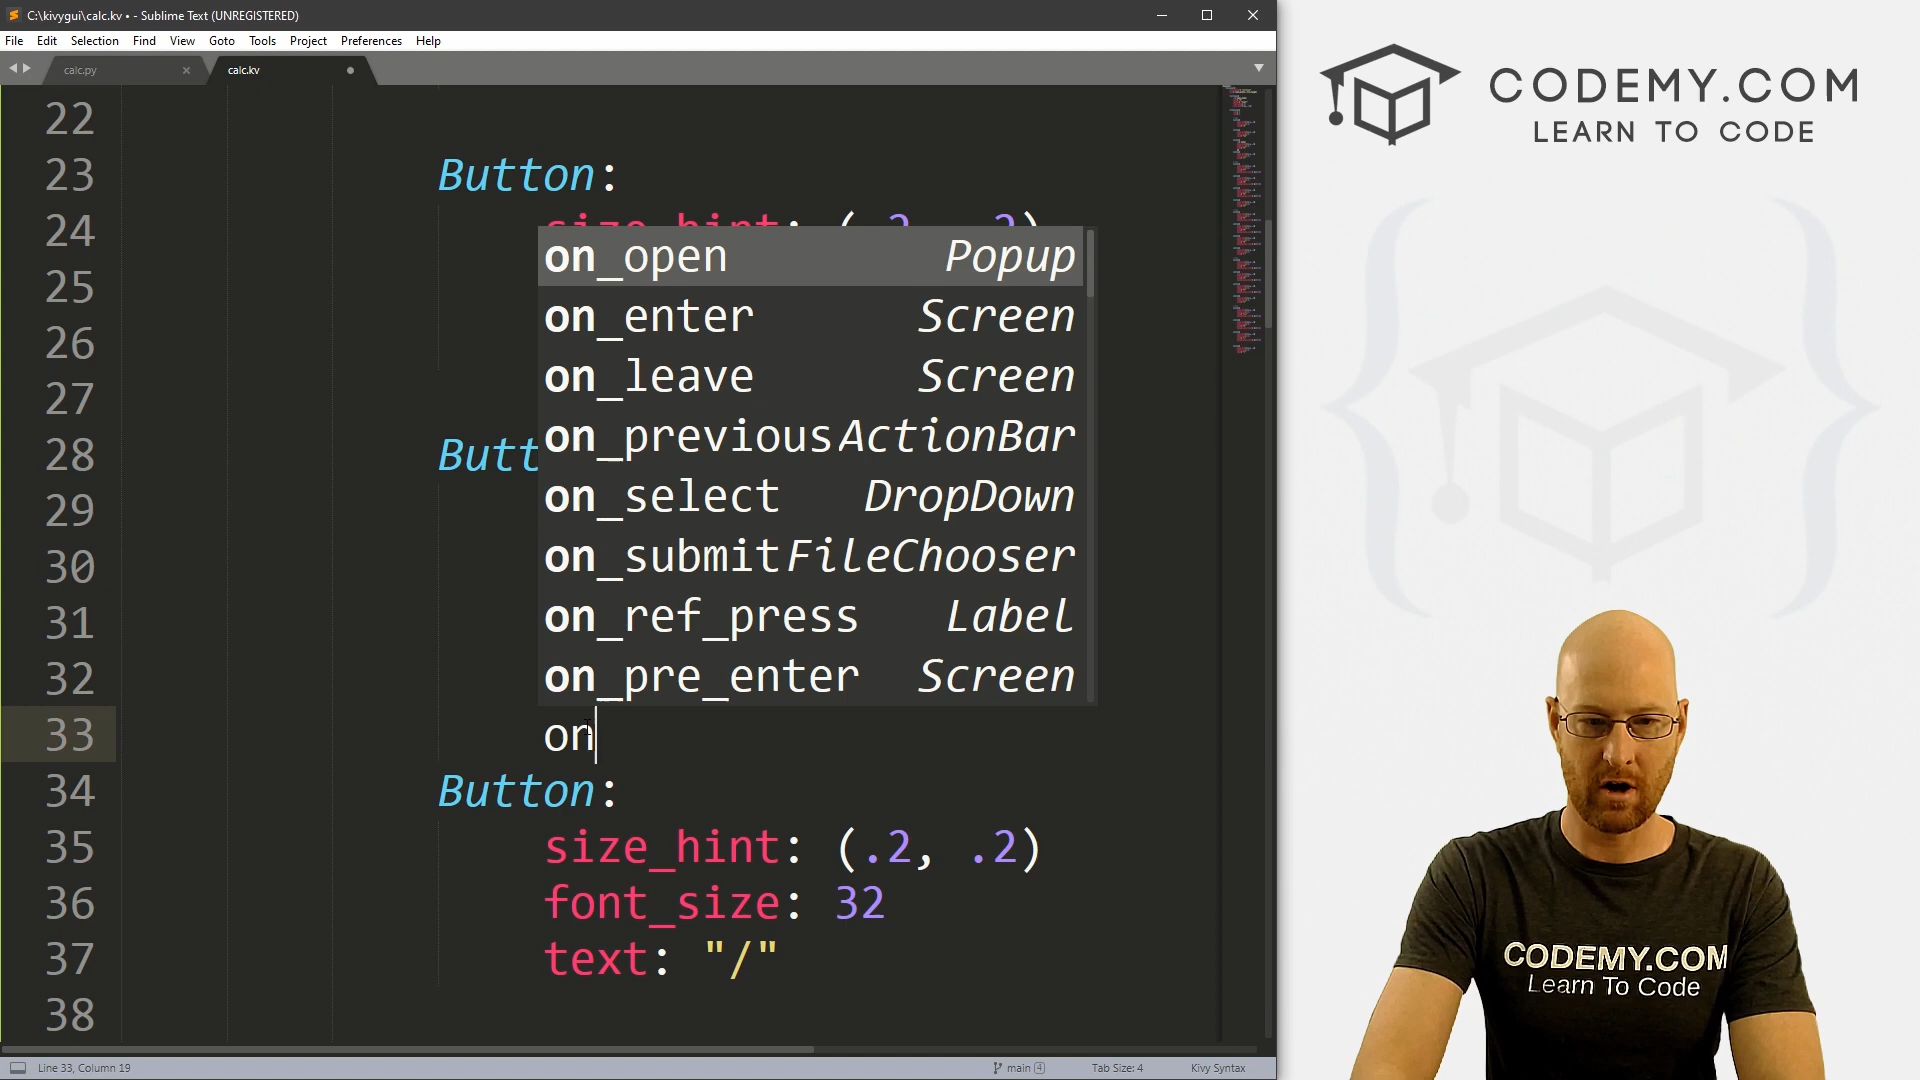 C:\kivygui\calc.kv • - Sublime Text (UNREGISTERED)
File Edit Selection Find View Goto Tools Project Preferences Help
calc.py
calc.kv
22
23 Button:
24 size_hint: (.2, .2)
25
26
27
28 Butt
29
30
31
32
33 on
34 Button:
35 size_hint: (.2, .2)
36 font_size: 32
37 text: "/"
38
on_open Popup
on_enter Screen
on_leave Screen
on_previous ActionBar
on_select DropDown
on_submit FileChooser
on_ref_press Label
on_pre_enter Screen
Line 33, Column 19
main 4
Tab Size: 4
Kivy Syntax
CODEMY.COM
LEARN TO CODE
CODEMY.COM
Learn To Code